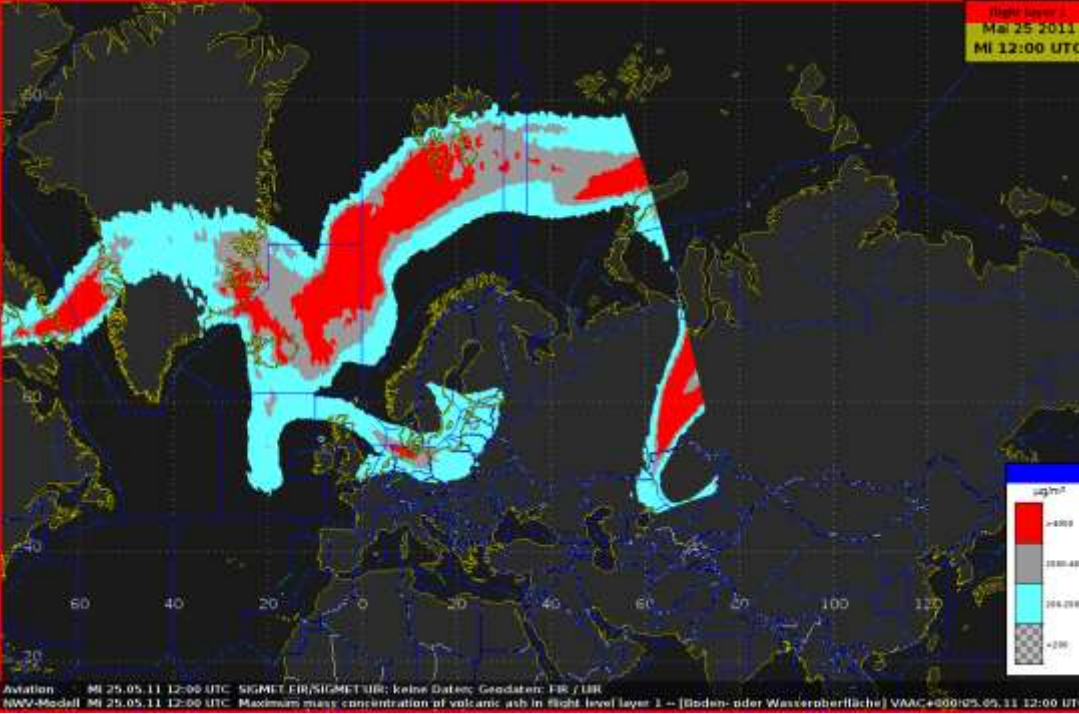 flight layer 1
Mai 25 2011
Mi 12:00 UTC
80
60
40
60 40 20 0 20 40 60 80 100 120
20
µg/m³
>4000
<200
Aviation Mi 25.05.11 12:00 UTC SIGMET FIR/SIGMET UIR: keine Daten; Geodaten: FIR / UIR
NWV-Modell Mi 25.05.11 12:00 UTC Maximum mass concentration of volcanic ash in flight level layer 1 -- [Boden- oder Wasseroberfläche] VAAC+000!05.05.11 12:00 UTC